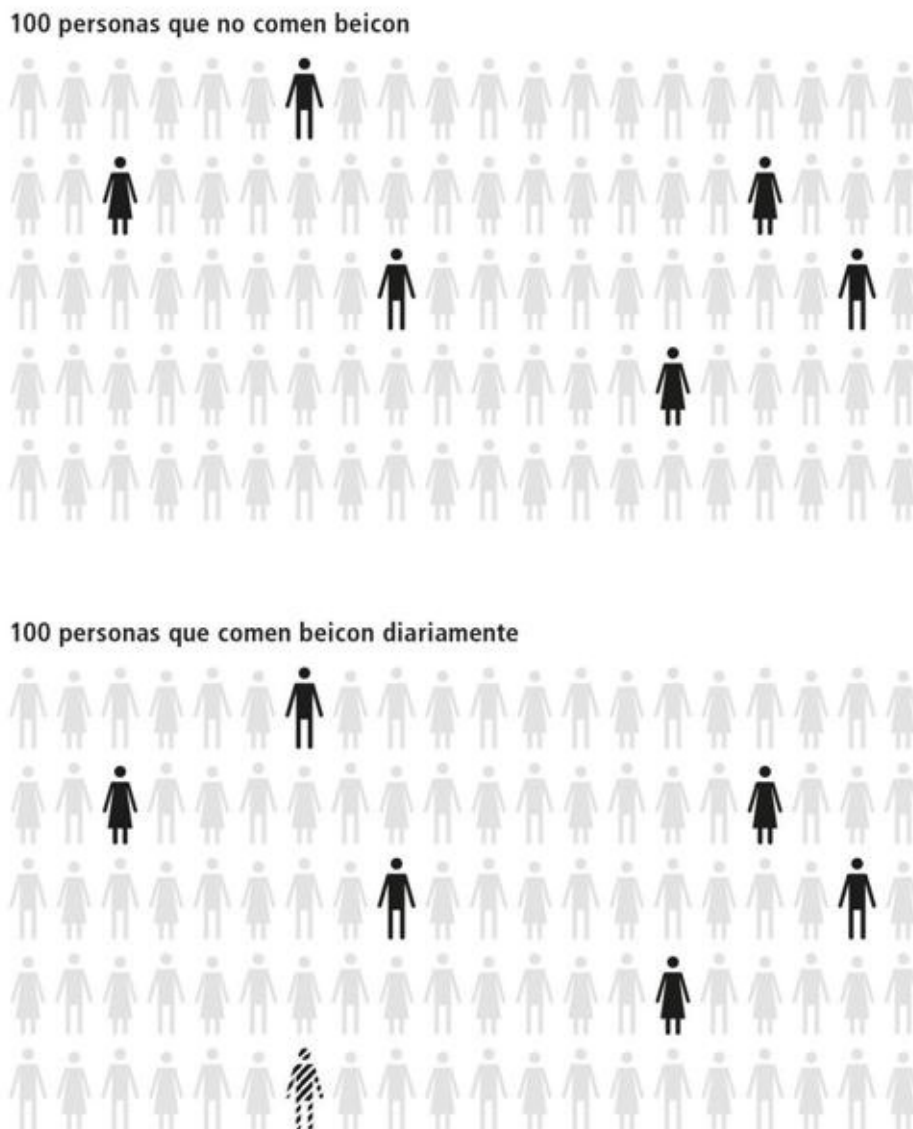 100 personas que no comen beicon
100 personas que comen beicon diariamente